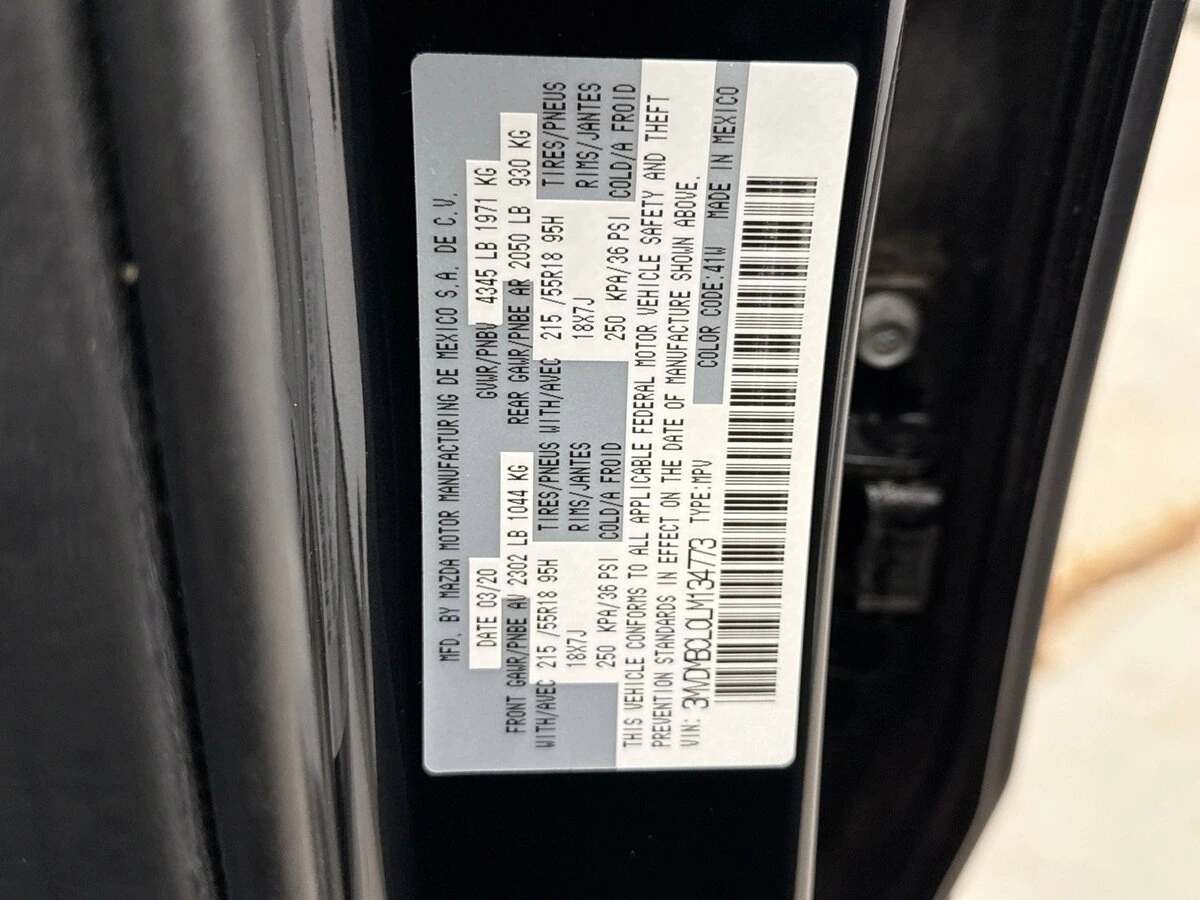 MFD. BY MAZDA MOTOR MANUFACTURING DE MEXICO S.A. DE C.V.
DATE 03/20 GVWR/PNBV 4345 LB 1971 KG
FRONT GAWR/PNBE AV 2302 LB 1044 KG REAR GAWR/PNBE AR 2050 LB 930 KG
WITH/AVEC 215 /55R18 95H TIRES/PNEUS WITH/AVEC 215 /55R18 95H TIRES/PNEUS
18X7J RIMS/JANTES 18X7J RIMS/JANTES
250 KPA/36 PSI COLD/A FROID 250 KPA/36 PSI COLD/A FROID
THIS VEHICLE CONFORMS TO ALL APPLICABLE FEDERAL MOTOR VEHICLE SAFETY AND THEFT
PREVENTION STANDARDS IN EFFECT ON THE DATE OF MANUFACTURE SHOWN ABOVE.
VIN: 3MVDMBCL0LM134773 TYPE:MPV COLOR CODE:41W MADE IN MEXICO